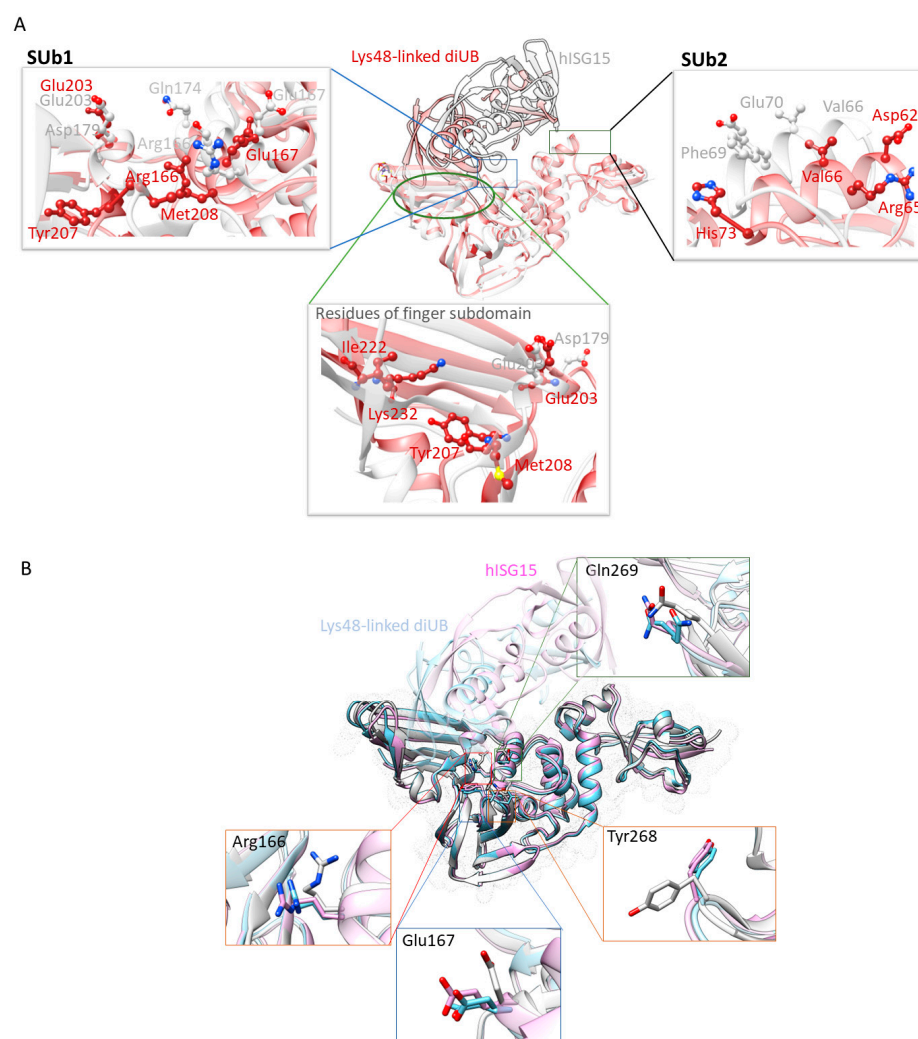 A
SUb1
Lys48-linked diUB
hISG15
SUb2
Glu203
Glu203
Gln174
Glu167
Asp179
Arg166
Glu167
Arg166
Met208
Tyr207
Glu70
Val66
Asp62
Phe69
Val66
Arg65
His73
Residues of finger subdomain
Ile222
Asp179
Glu203
Lys232
Glu203
Tyr207
Met208
B
hISG15
Gln269
Lys48-linked diUB
Arg166
Tyr268
Glu167